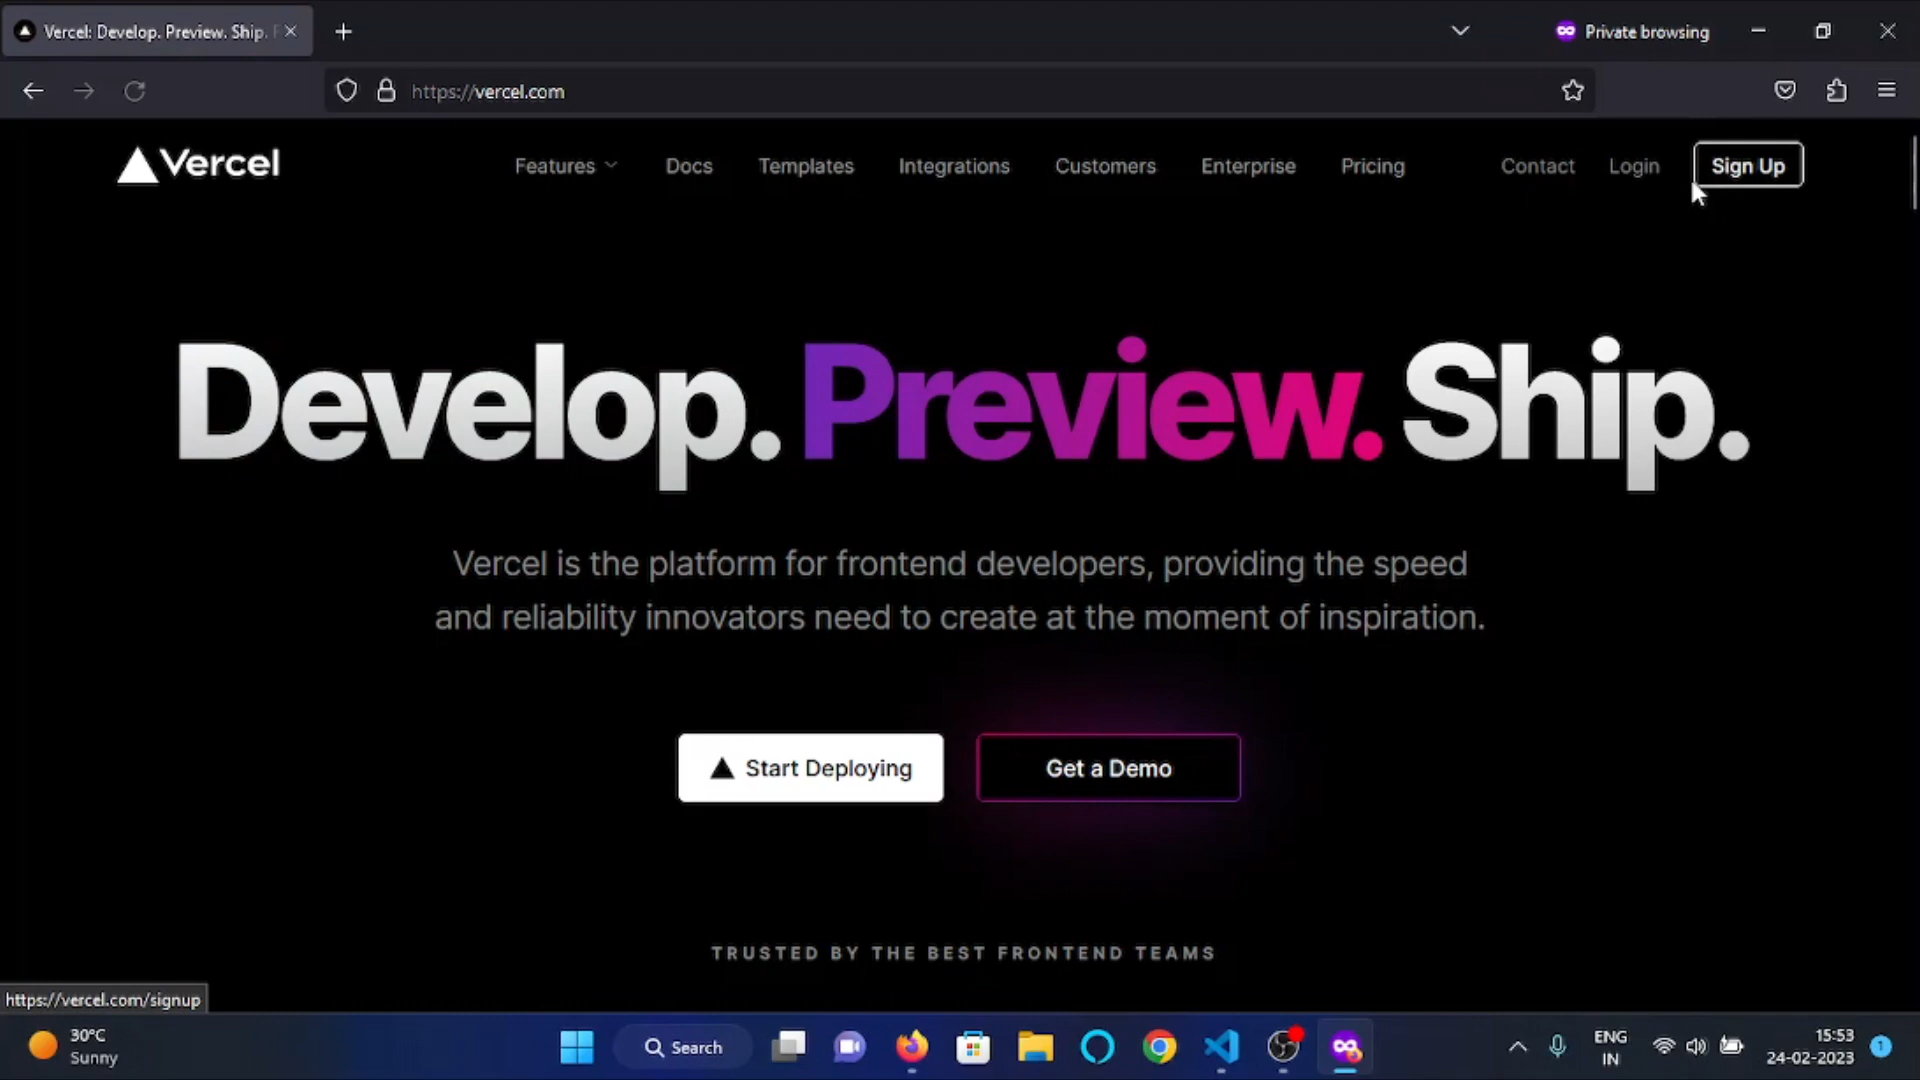 Vercel: Develop. Preview. Ship.
Private browsing
https://vercel.com
Vercel
Features
Docs
Templates
Integrations
Customers
Enterprise
Pricing
Contact
Login
Sign Up
Develop. Preview. Ship.
Vercel is the platform for frontend developers, providing the speed
and reliability innovators need to create at the moment of inspiration.
Start Deploying
Get a Demo
TRUSTED BY THE BEST FRONTEND TEAMS
https://vercel.com/signup
30°C
Sunny
Search
ENG
IN
15:53
24-02-2023
1